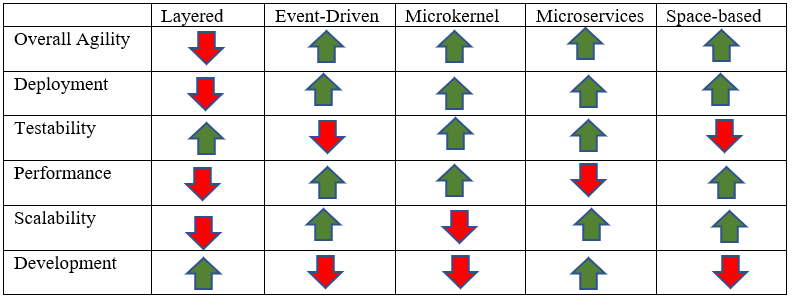 Layered Event-Driven Microkernel Microservices Space-based
Overall Agility
Deployment
Testability
Performance
Scalability
Development